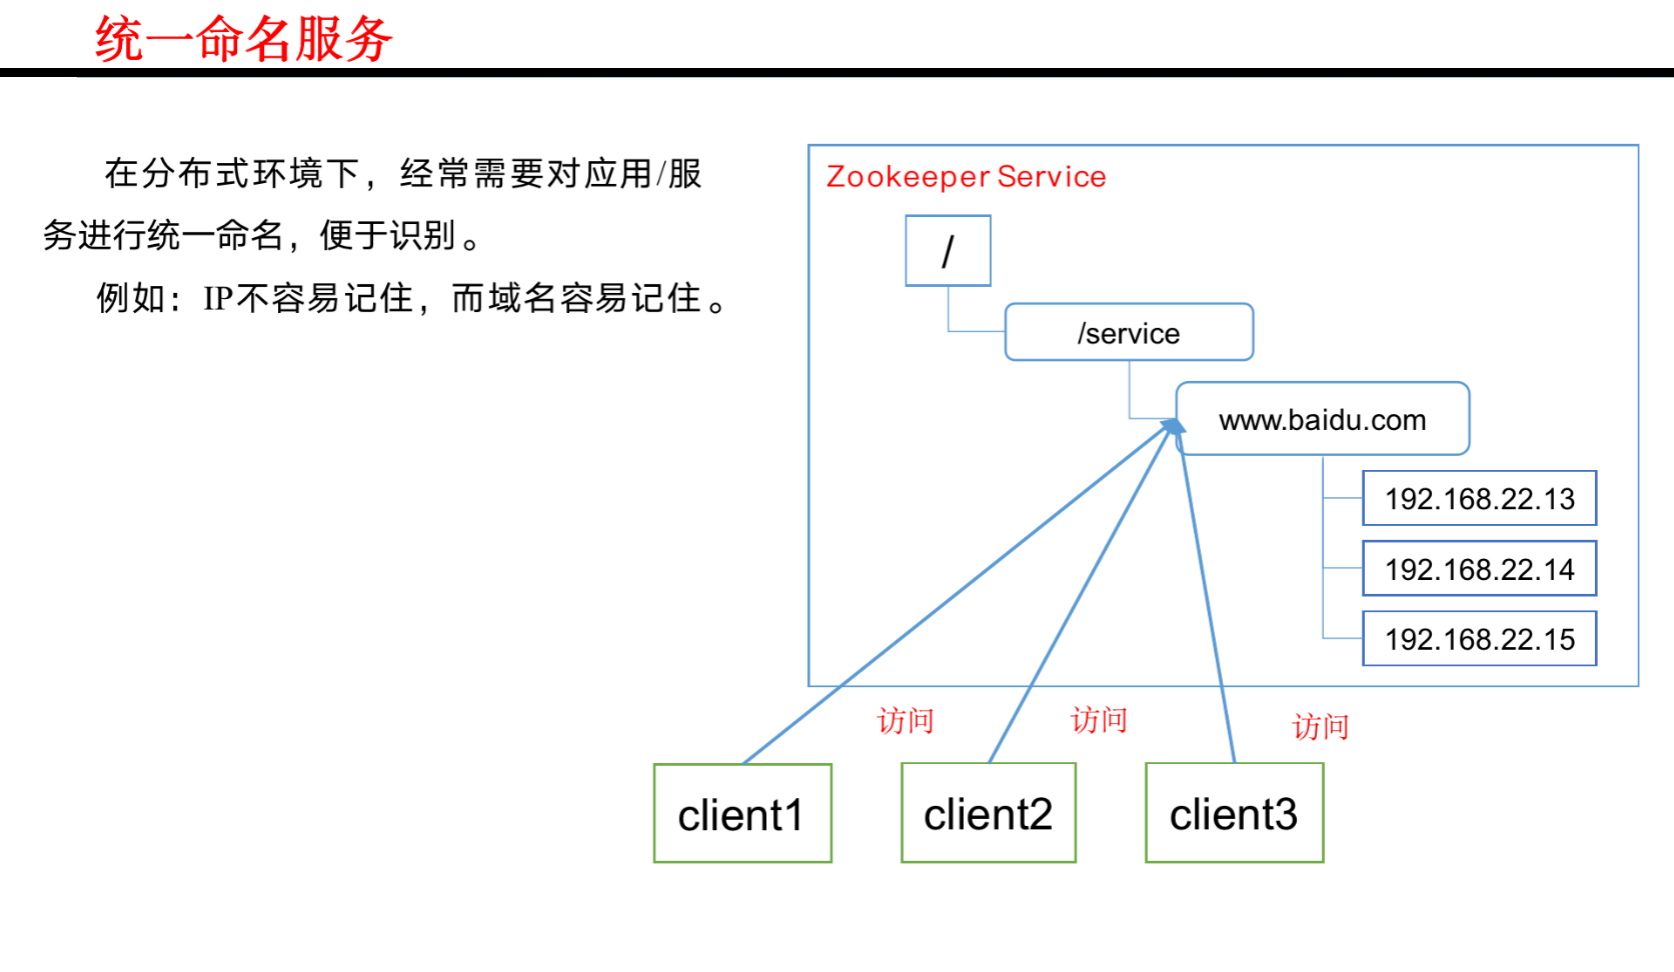 统一命名服务
在分布式环境下，经常需要对应用/服
务进行统一命名，便于识别。
例如：IP不容易记住，而域名容易记住。
Zookeeper Service
/
/service
www.baidu.com
192.168.22.13
192.168.22.14
192.168.22.15
访问
访问
访问
client1
client2
client3